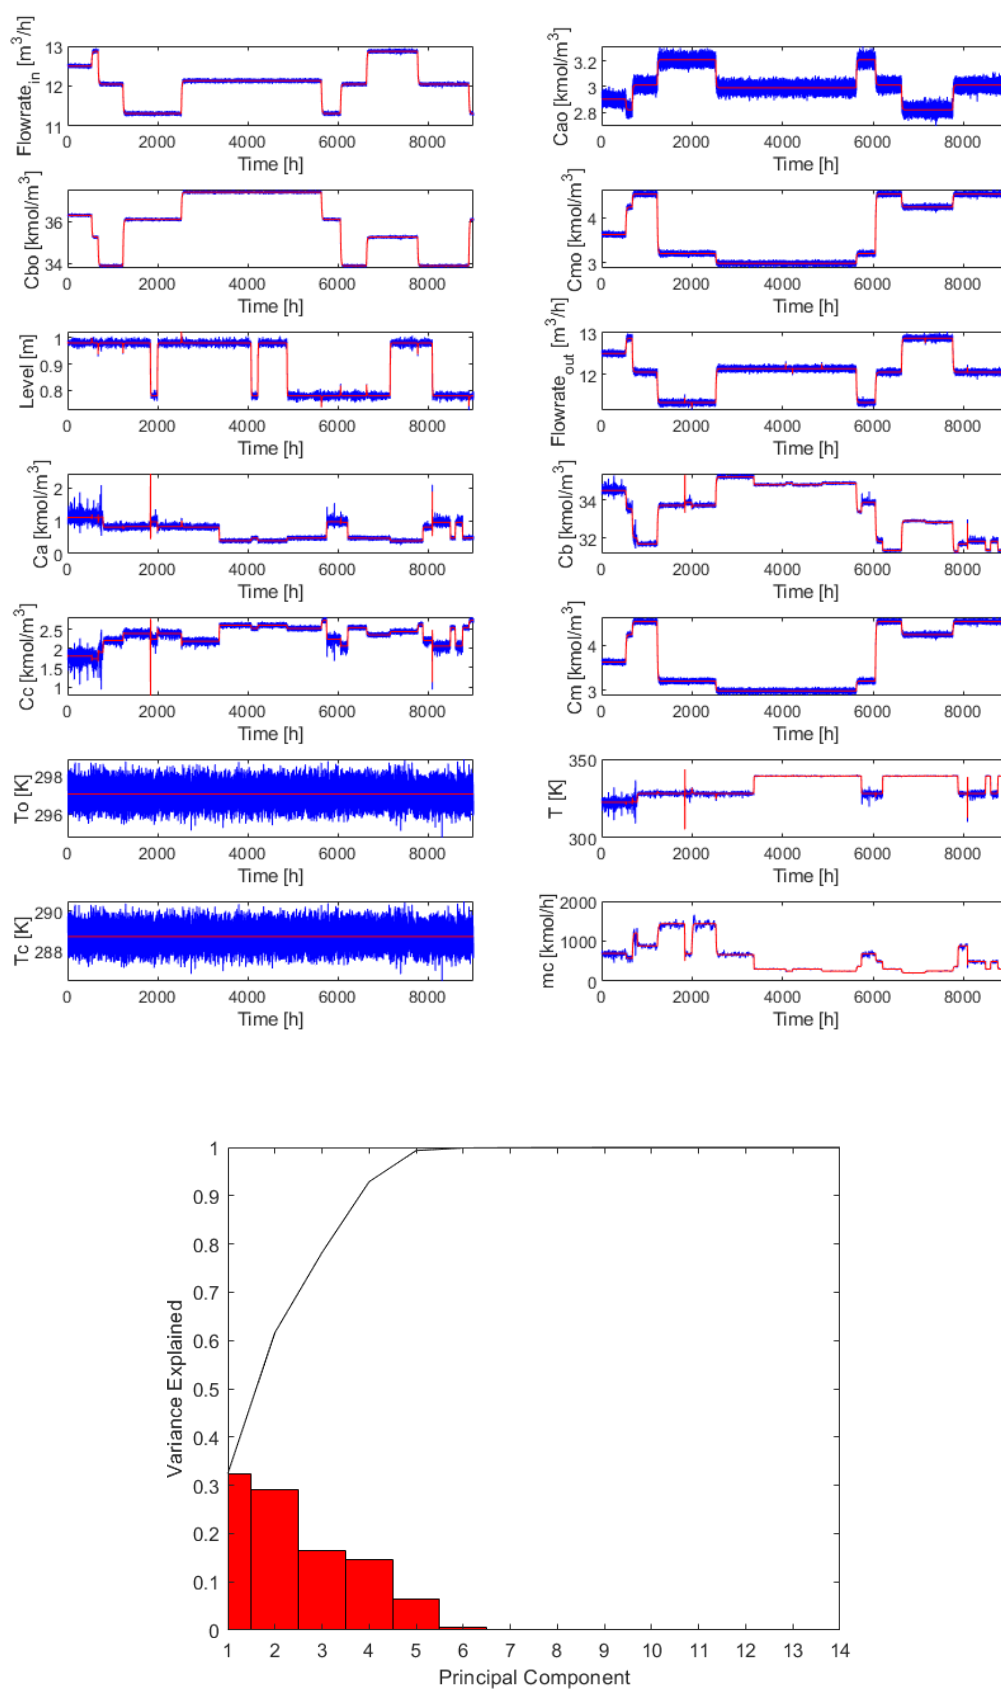 Flowrate_in [m^3/h]
13
12
11
0 2000 4000 6000 8000
Time [h]
Cao [kmol/m^3]
3.2
3
2.8
0 2000 4000 6000 8000
Time [h]
Cbo [kmol/m^3]
36
34
0 2000 4000 6000 8000
Time [h]
Cmo [kmol/m^3]
4
3
0 2000 4000 6000 8000
Time [h]
Level [m]
1
0.9
0.8
0 2000 4000 6000 8000
Time [h]
Flowrate_out [m^3/h]
13
12
0 2000 4000 6000 8000
Time [h]
Ca [kmol/m^3]
2
1
0
0 2000 4000 6000 8000
Time [h]
Cb [kmol/m^3]
34
32
0 2000 4000 6000 8000
Time [h]
Cc [kmol/m^3]
2.5
2
1.5
1
0 2000 4000 6000 8000
Time [h]
Cm [kmol/m^3]
4
3
0 2000 4000 6000 8000
Time [h]
To [K]
298
296
0 2000 4000 6000 8000
Time [h]
T [K]
350
300
0 2000 4000 6000 8000
Time [h]
Tc [K]
290
288
0 2000 4000 6000 8000
Time [h]
mc [kmol/h]
2000
1000
0
0 2000 4000 6000 8000
Time [h]
Variance Explained
1
0.9
0.8
0.7
0.6
0.5
0.4
0.3
0.2
0.1
0
1 2 3 4 5 6 7 8 9 10 11 12 13 14
Principal Component